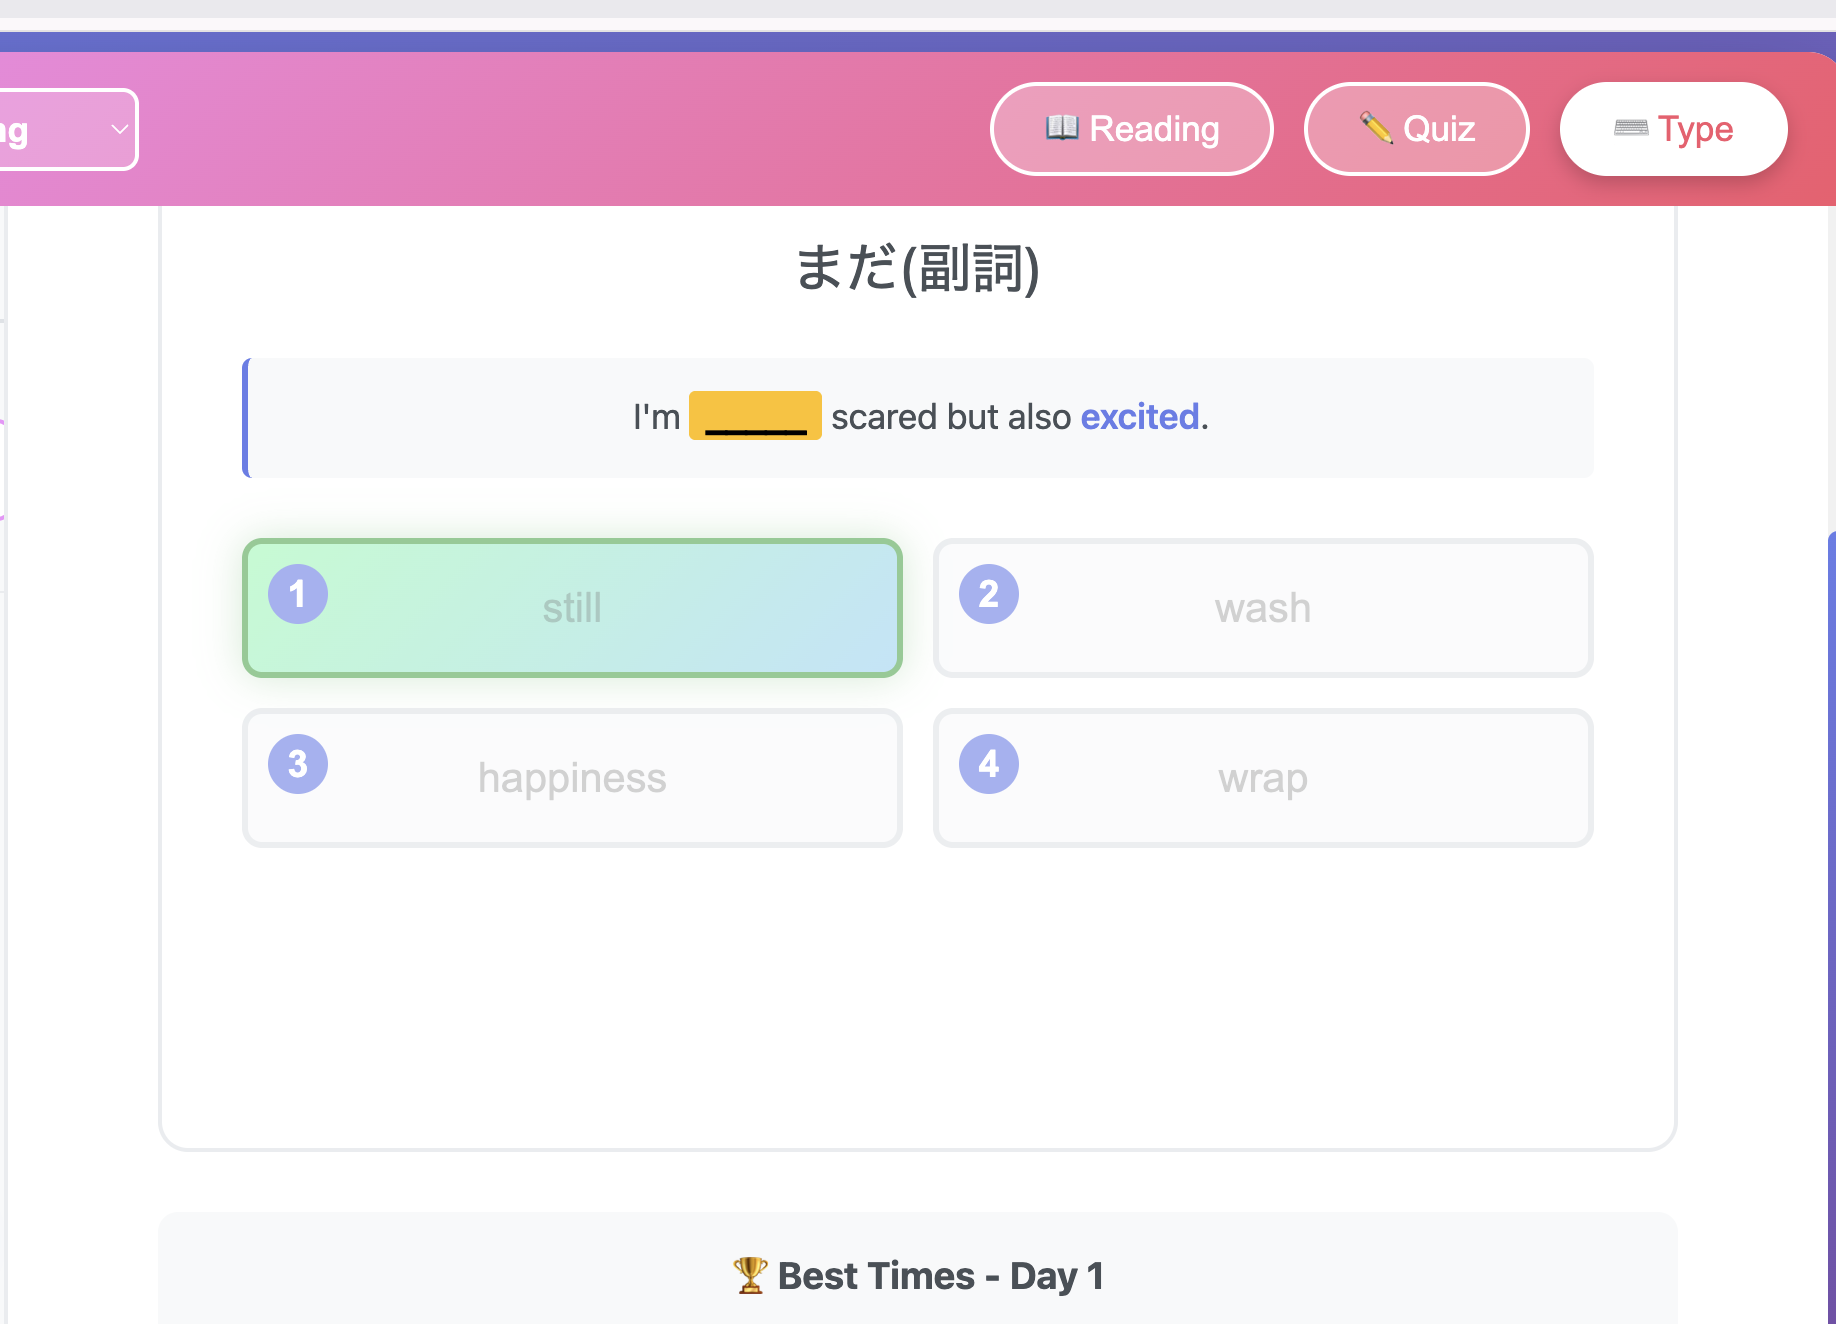 ng
📖 Reading
✏️ Quiz
⌨️ Type
まだ(副詞)
I'm _____ scared but also excited.
1 still
2 wash
3 happiness
4 wrap
🏆 Best Times - Day 1